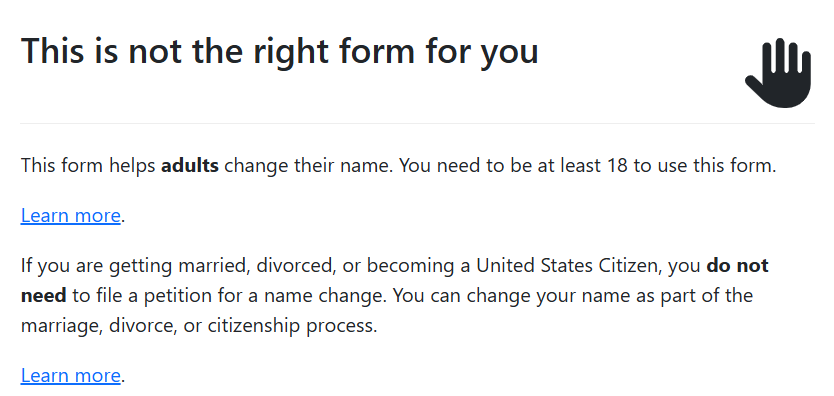 This is not the right form for you
This form helps adults change their name. You need to be at least 18 to use this form.
Learn more.
If you are getting married, divorced, or becoming a United States Citizen, you do not
need to file a petition for a name change. You can change your name as part of the
marriage, divorce, or citizenship process.
Learn more.